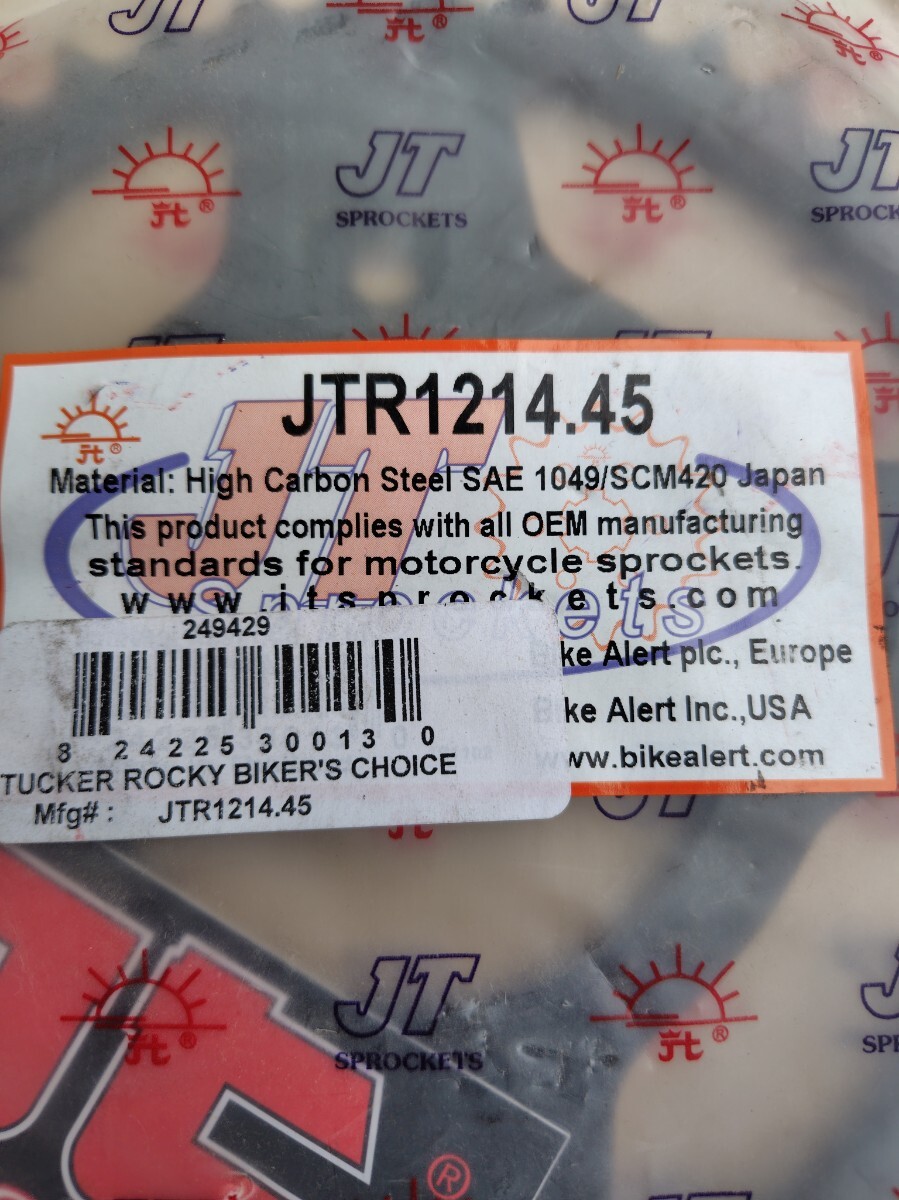 JT
SPROCKETS
JT
SPROCKETS
JTR1214.45
Material: High Carbon Steel SAE 1049/SCM420 Japan
This product complies with all OEM manufacturing
standards for motorcycle sprockets.
www.jtsprockets.com
249429
8 24225 30013 0
TUCKER ROCKY BIKER'S CHOICE
Mfg# : JTR1214.45
Bike Alert plc., Europe
Bike Alert Inc.,USA
www.bikealert.com
JT
SPROCKETS
®